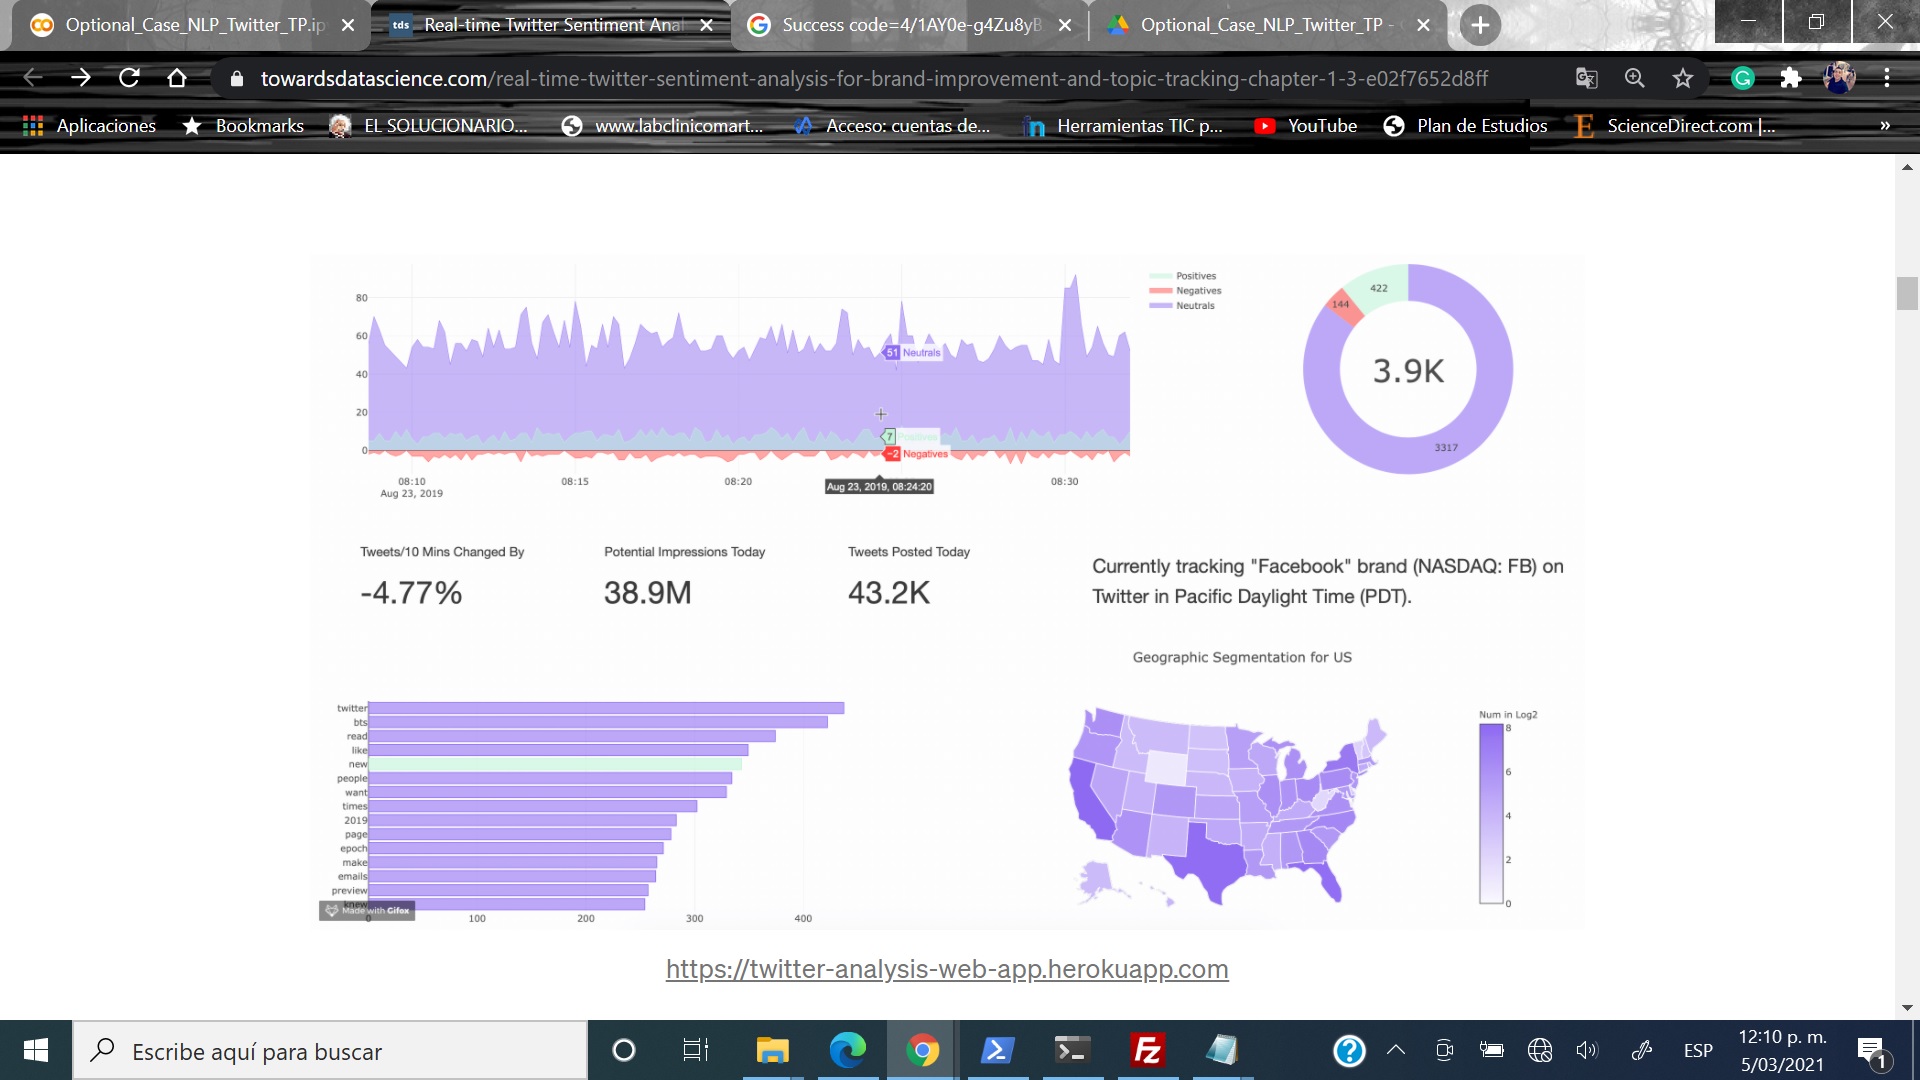 Optional_Case_NLP_Twitter_TP.ip
tds Real-time Twitter Sentiment Anal
Success code=4/1AY0e-g4Zu8yB
Optional_Case_NLP_Twitter_TP -
towardsdatascience.com/real-time-twitter-sentiment-analysis-for-brand-improvement-and-topic-tracking-chapter-1-3-e02f7652d8ff
Aplicaciones
Bookmarks
EL SOLUCIONARIO...
www.labclinicomart...
Acceso: cuentas de...
Herramientas TIC p...
YouTube
Plan de Estudios
ScienceDirect.com |...
»
80
60
40
20
0
51 Neutrals
7 Positives
-2 Negatives
08:10
Aug 23, 2019
08:15
08:20
Aug 23, 2019, 08:24:20
08:30
Positives
Negatives
Neutrals
422
144
3.9K
3317
Tweets/10 Mins Changed By
-4.77%
Potential Impressions Today
38.9M
Tweets Posted Today
43.2K
Currently tracking "Facebook" brand (NASDAQ: FB) on
Twitter in Pacific Daylight Time (PDT).
Geographic Segmentation for US
twitter
bts
read
like
new
people
want
times
2019
page
epoch
make
emails
preview
knew
Made with Gifox
0
100
200
300
400
Num in Log2
8
6
4
2
0
https://twitter-analysis-web-app.herokuapp.com
Escribe aquí para buscar
ESP
12:10 p. m.
5/03/2021
1